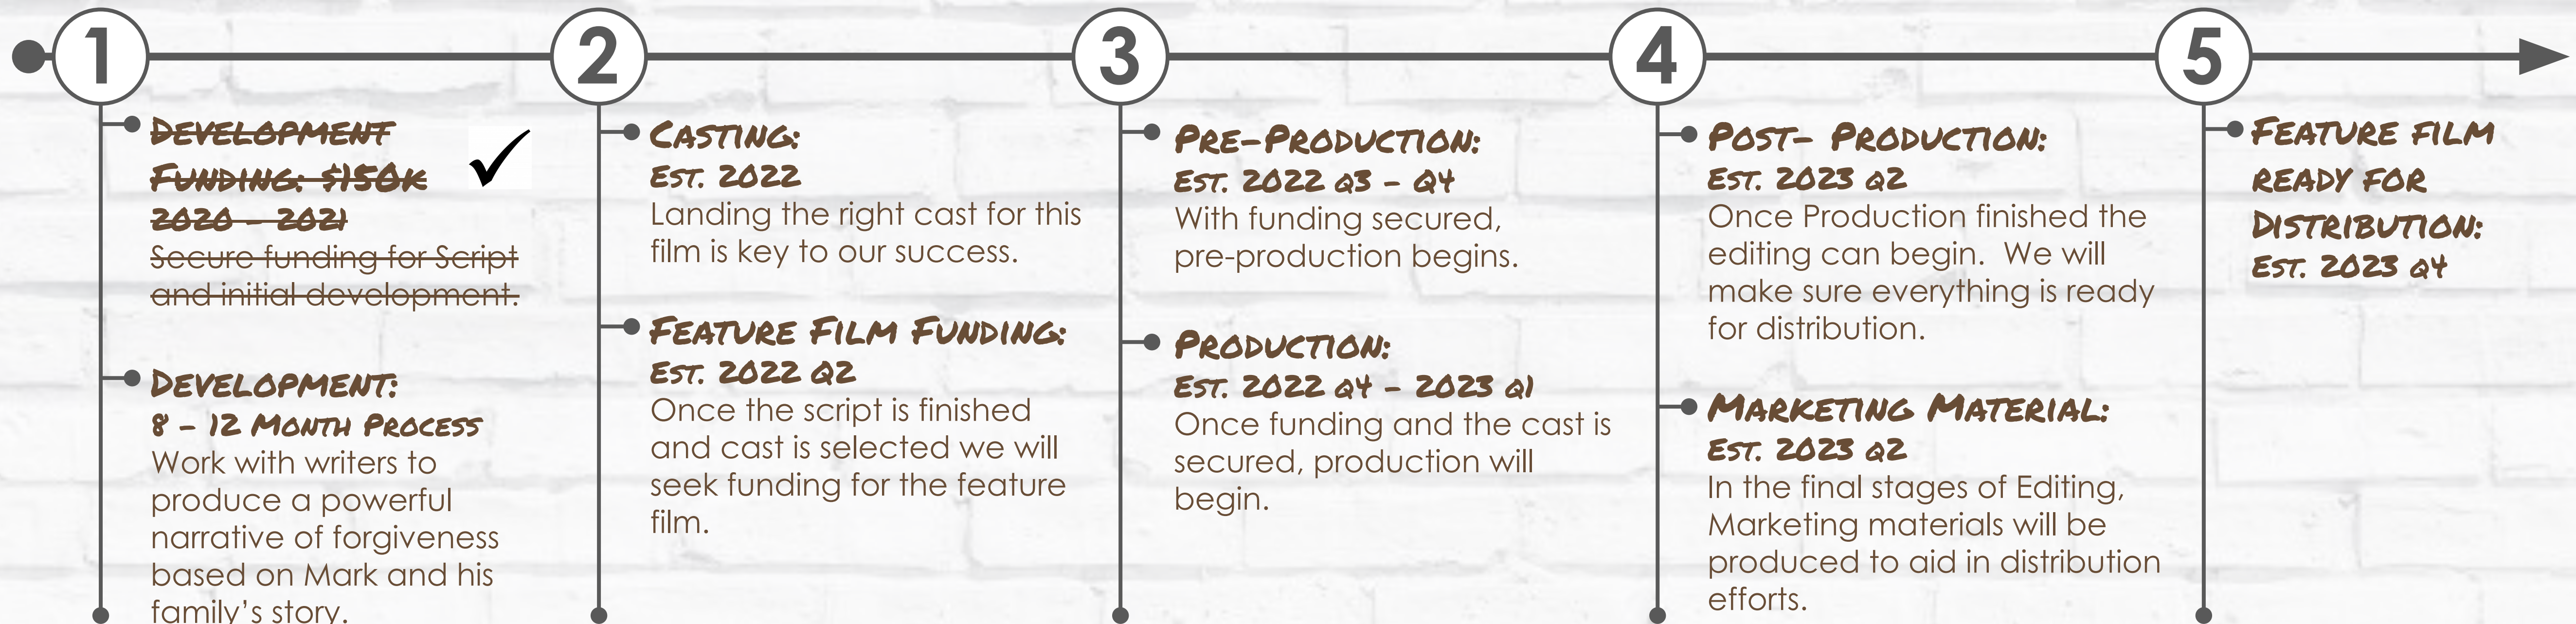 1
DEVELOPMENT
FUNDING: $150K
2020 - 2021
Secure funding for Script
and initial development.
DEVELOPMENT:
8 - 12 MONTH PROCESS
Work with writers to
produce a powerful
narrative of forgiveness
based on Mark and his
family's story.
2
CASTING:
EST. 2022
Landing the right cast for this
film is key to our success.
FEATURE FILM FUNDING:
EST. 2022 Q2
Once the script is finished
and cast is selected we will
seek funding for the feature
film.
3
PRE-PRODUCTION:
EST. 2022 Q3 - Q4
With funding secured,
pre-production begins.
PRODUCTION:
EST. 2022 Q4 - 2023 Q1
Once funding and the cast is
secured, production will
begin.
4
POST- PRODUCTION:
EST. 2023 Q2
Once Production finished the
editing can begin.  We will
make sure everything is ready
for distribution.
MARKETING MATERIAL:
EST. 2023 Q2
In the final stages of Editing,
Marketing materials will be
produced to aid in distribution
efforts.
5
FEATURE FILM
READY FOR
DISTRIBUTION:
EST. 2023 Q4